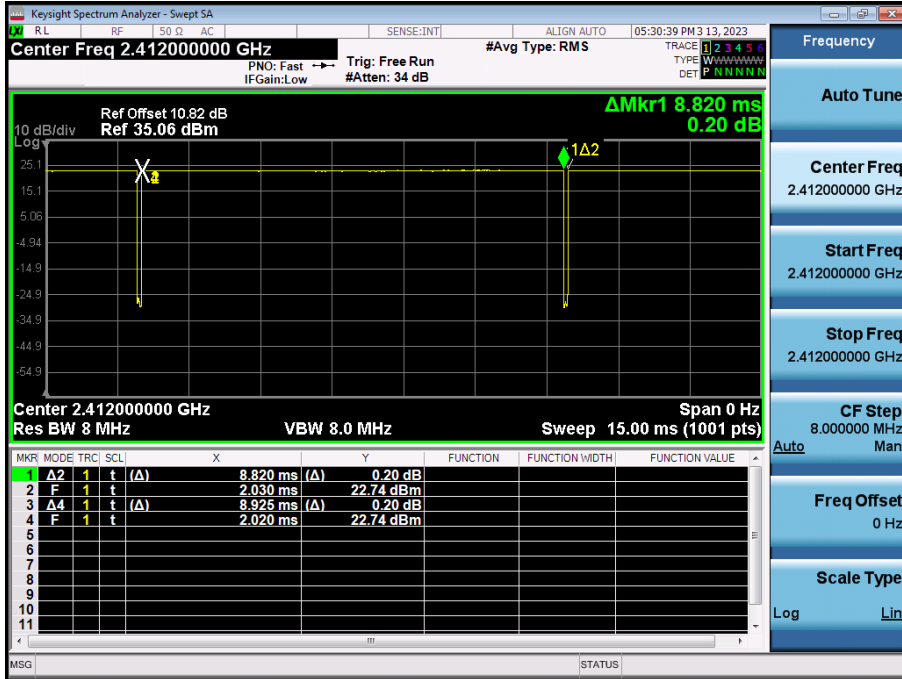 Keysight Spectrum Analyzer - Swept SA
LXI RL RF 50 Ω AC SENSE:INT ALIGN AUTO 05:30:39 PM 3 13, 2023
Center Freq 2.412000000 GHz
PNO: Fast
IFGain:Low
Trig: Free Run
#Atten: 34 dB
#Avg Type: RMS
TRACE 1 2 3 4 5 6
TYPE WWWWWW
DET P N N N N N
ΔMkr1 8.820 ms
0.20 dB
Ref Offset 10.82 dB
10 dB/div Ref 35.06 dBm
Log
1Δ2
25.1
15.1
5.06
-4.94
-14.9
-24.9
-34.9
-44.9
-54.9
Center 2.412000000 GHz Span 0 Hz
Res BW 8 MHz VBW 8.0 MHz Sweep 15.00 ms (1001 pts)
MKR MODE TRC SCL X Y FUNCTION FUNCTION WIDTH FUNCTION VALUE
1 Δ2 1 t (Δ) 8.820 ms (Δ) 0.20 dB
2 F 1 t 2.030 ms 22.74 dBm
3 Δ4 1 t (Δ) 8.925 ms (Δ) 0.20 dB
4 F 1 t 2.020 ms 22.74 dBm
5
6
7
8
9
10
11
MSG STATUS
Frequency
Auto Tune
Center Freq
2.412000000 GHz
Start Freq
2.412000000 GHz
Stop Freq
2.412000000 GHz
CF Step
8.000000 MHz
Auto Man
Freq Offset
0 Hz
Scale Type
Log Lin